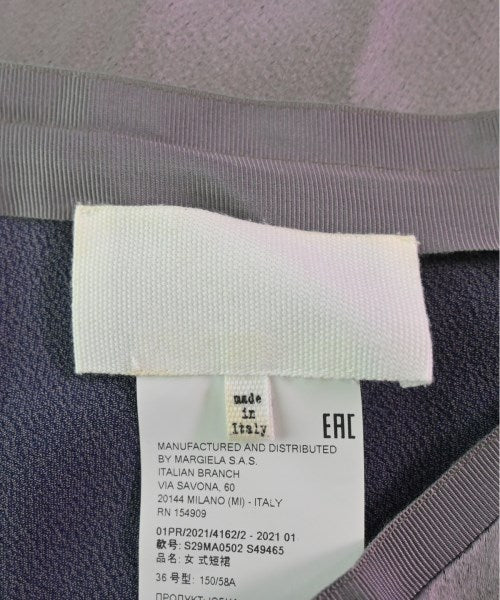 made
in
Italy
EAC
MANUFACTURED AND DISTRIBUTED
BY MARGIELA S.A.S.
ITALIAN BRANCH
VIA SAVONA, 60
20144 MILANO (MI) - ITALY
RN 154909
01PR/2021/4162/2 - 2021 01
款号: S29MA0502 S49465
品名: 女式短裙
36 号型: 150/58A
ПРОДУКТ: ЮБКА